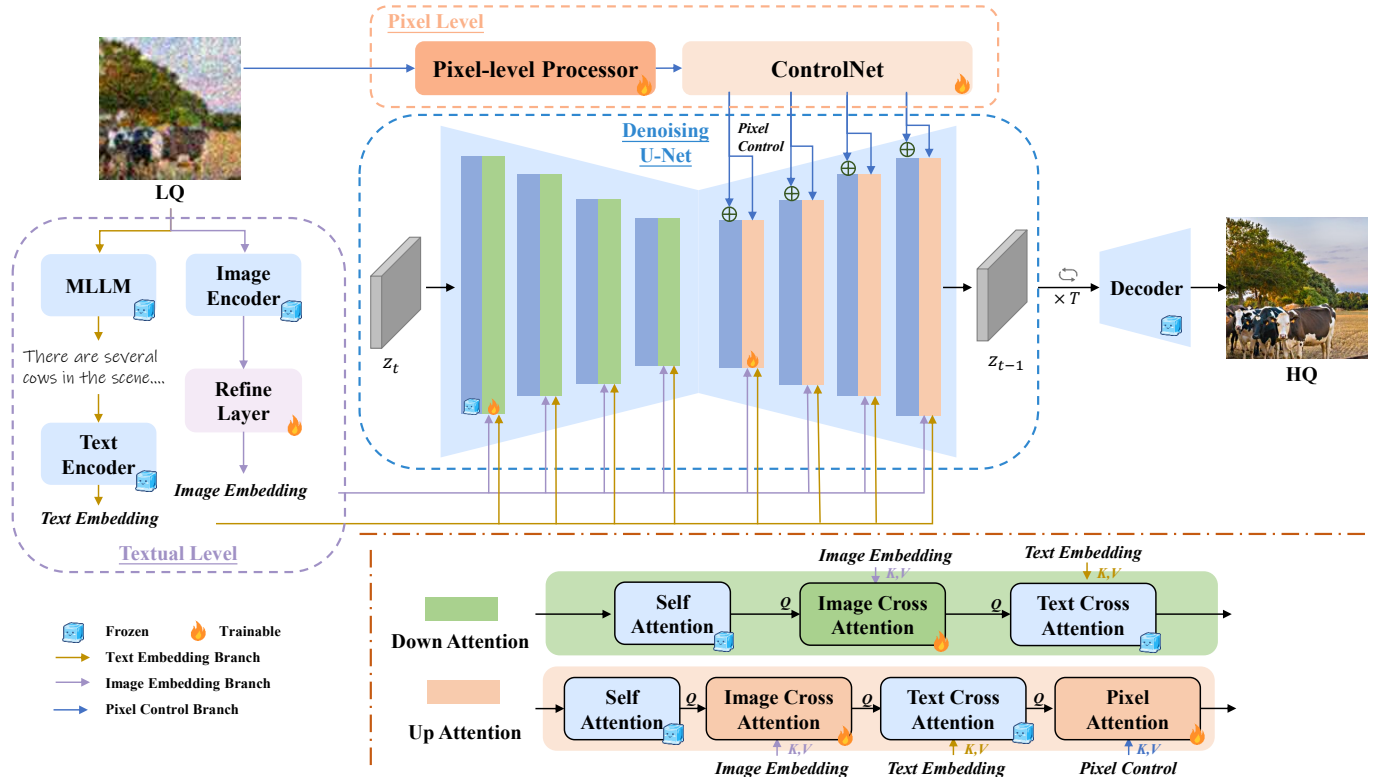 Pixel Level
Pixel-level Processor
ControlNet
Denoising
U-Net
Pixel
Control
LQ
MLLM
Image
Encoder
There are several
cows in the scene....
Refine
Layer
Text
Encoder
Image Embedding
Text Embedding
Textual Level
z_t
z_{t-1}
× T
Decoder
HQ
Frozen
Trainable
Text Embedding Branch
Image Embedding Branch
Pixel Control Branch
Image Embedding
Text Embedding
K,V
K,V
Down Attention
Self
Attention
Q
Image Cross
Attention
Q
Text Cross
Attention
Up Attention
Self
Attention
Q
Image Cross
Attention
Q
Text Cross
Attention
Q
Pixel
Attention
K,V
K,V
K,V
Image Embedding
Text Embedding
Pixel Control